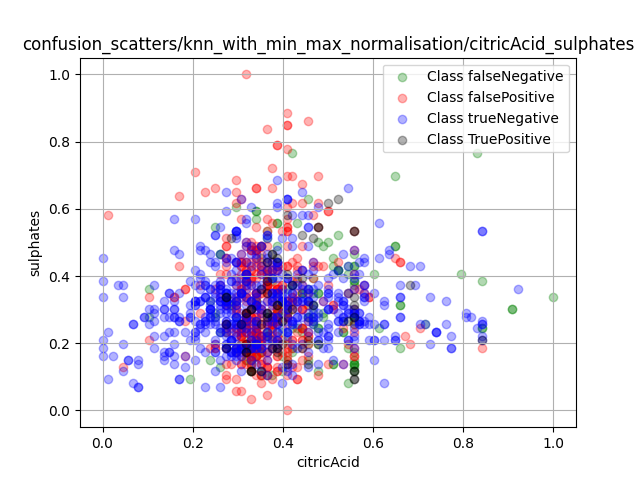 confusion_scatters/knn_with_min_max_normalisation/citricAcid_sulphates
Class falseNegative
Class falsePositive
Class trueNegative
Class TruePositive
1.0
0.8
0.6
0.4
0.2
0.0
sulphates
0.0 0.2 0.4 0.6 0.8 1.0
citricAcid